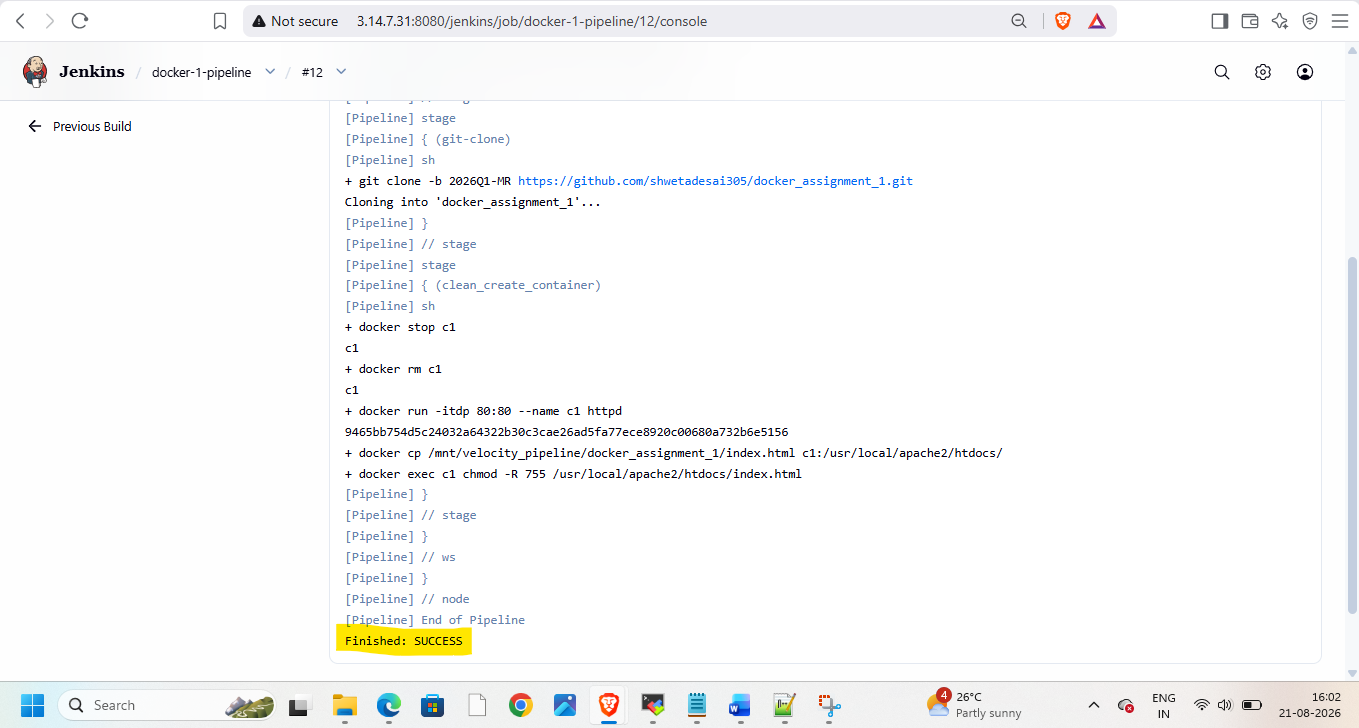 Not secure 3.14.7.31:8080/jenkins/job/docker-1-pipeline/12/console
Jenkins / docker-1-pipeline / #12
Previous Build
[Pipeline] stage
[Pipeline] { (git-clone)
[Pipeline] sh
+ git clone -b 2026Q1-MR https://github.com/shwetadesai305/docker_assignment_1.git
Cloning into 'docker_assignment_1'...
[Pipeline] }
[Pipeline] // stage
[Pipeline] stage
[Pipeline] { (clean_create_container)
[Pipeline] sh
+ docker stop c1
c1
+ docker rm c1
c1
+ docker run -itdp 80:80 --name c1 httpd
9465bb754d5c24032a64322b30c3cae26ad5fa77ece8920c00680a732b6e5156
+ docker cp /mnt/velocity_pipeline/docker_assignment_1/index.html c1:/usr/local/apache2/htdocs/
+ docker exec c1 chmod -R 755 /usr/local/apache2/htdocs/index.html
[Pipeline] }
[Pipeline] // stage
[Pipeline] }
[Pipeline] // ws
[Pipeline] }
[Pipeline] // node
[Pipeline] End of Pipeline
Finished: SUCCESS
Search
4
26°C
Partly sunny
ENG
IN
16:02
21-08-2026